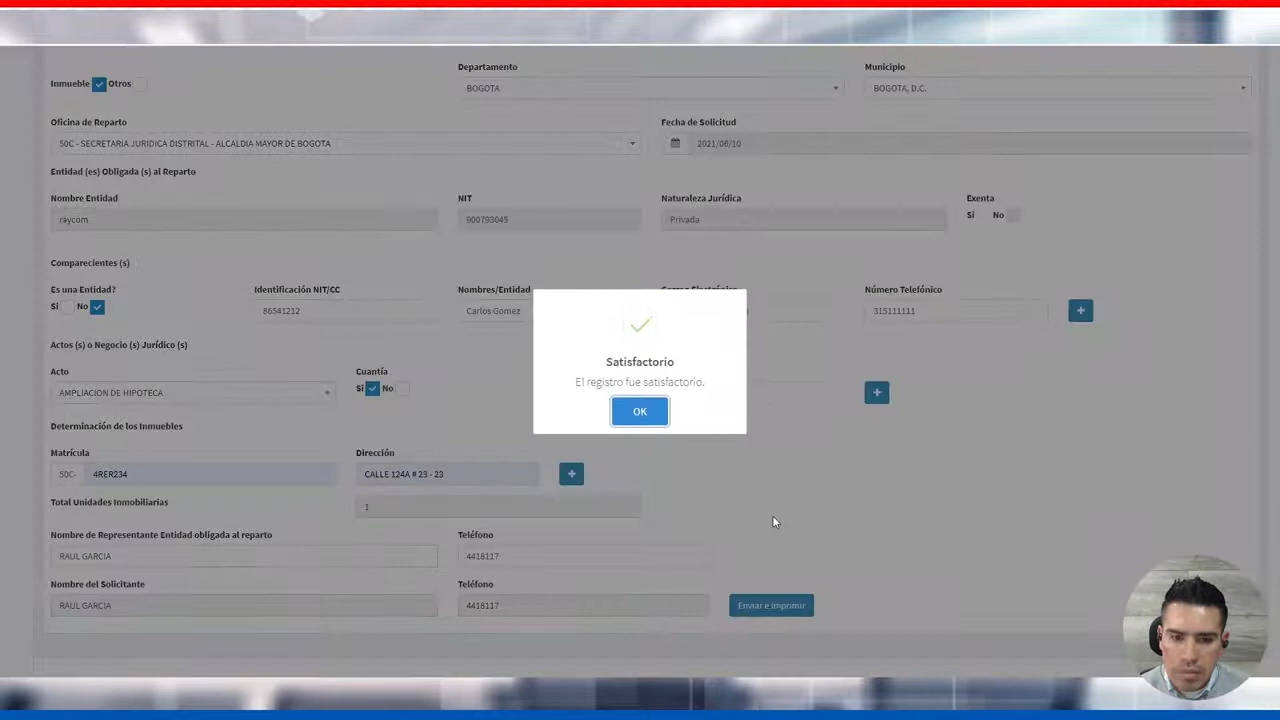 Departamento
Municipio
Inmueble Otros
BOGOTA
BOGOTA, D.C.
Oficina de Reparto
Fecha de Solicitud
50C - SECRETARIA JURIDICA DISTRITAL - ALCALDIA MAYOR DE BOGOTA
2021/06/10
Entidad (es) Obligada (s) al Reparto
Nombre Entidad
NIT
Naturaleza Jurídica
Exenta
raycom
900793045
Privada
Si No
Comparecientes (s)
Es una Entidad?
Identificación NIT/CC
Nombres/Entidad
Correo Electrónico
Número Telefónico
Si No
86541212
Carlos Gomez
315111111
+
Actos (s) o Negocio (s) Jurídico (s)
Acto
Cuantía
AMPLIACION DE HIPOTECA
Si No
+
Satisfactorio
El registro fue satisfactorio.
OK
Determinación de los Inmuebles
Matrícula
Dirección
50C-
4RER234
CALLE 124A # 23 - 23
+
Total Unidades Inmobiliarias
1
Nombre de Representante Entidad obligada al reparto
Teléfono
RAUL GARCIA
4418117
Nombre del Solicitante
Teléfono
RAUL GARCIA
4418117
Enviar e Imprimir